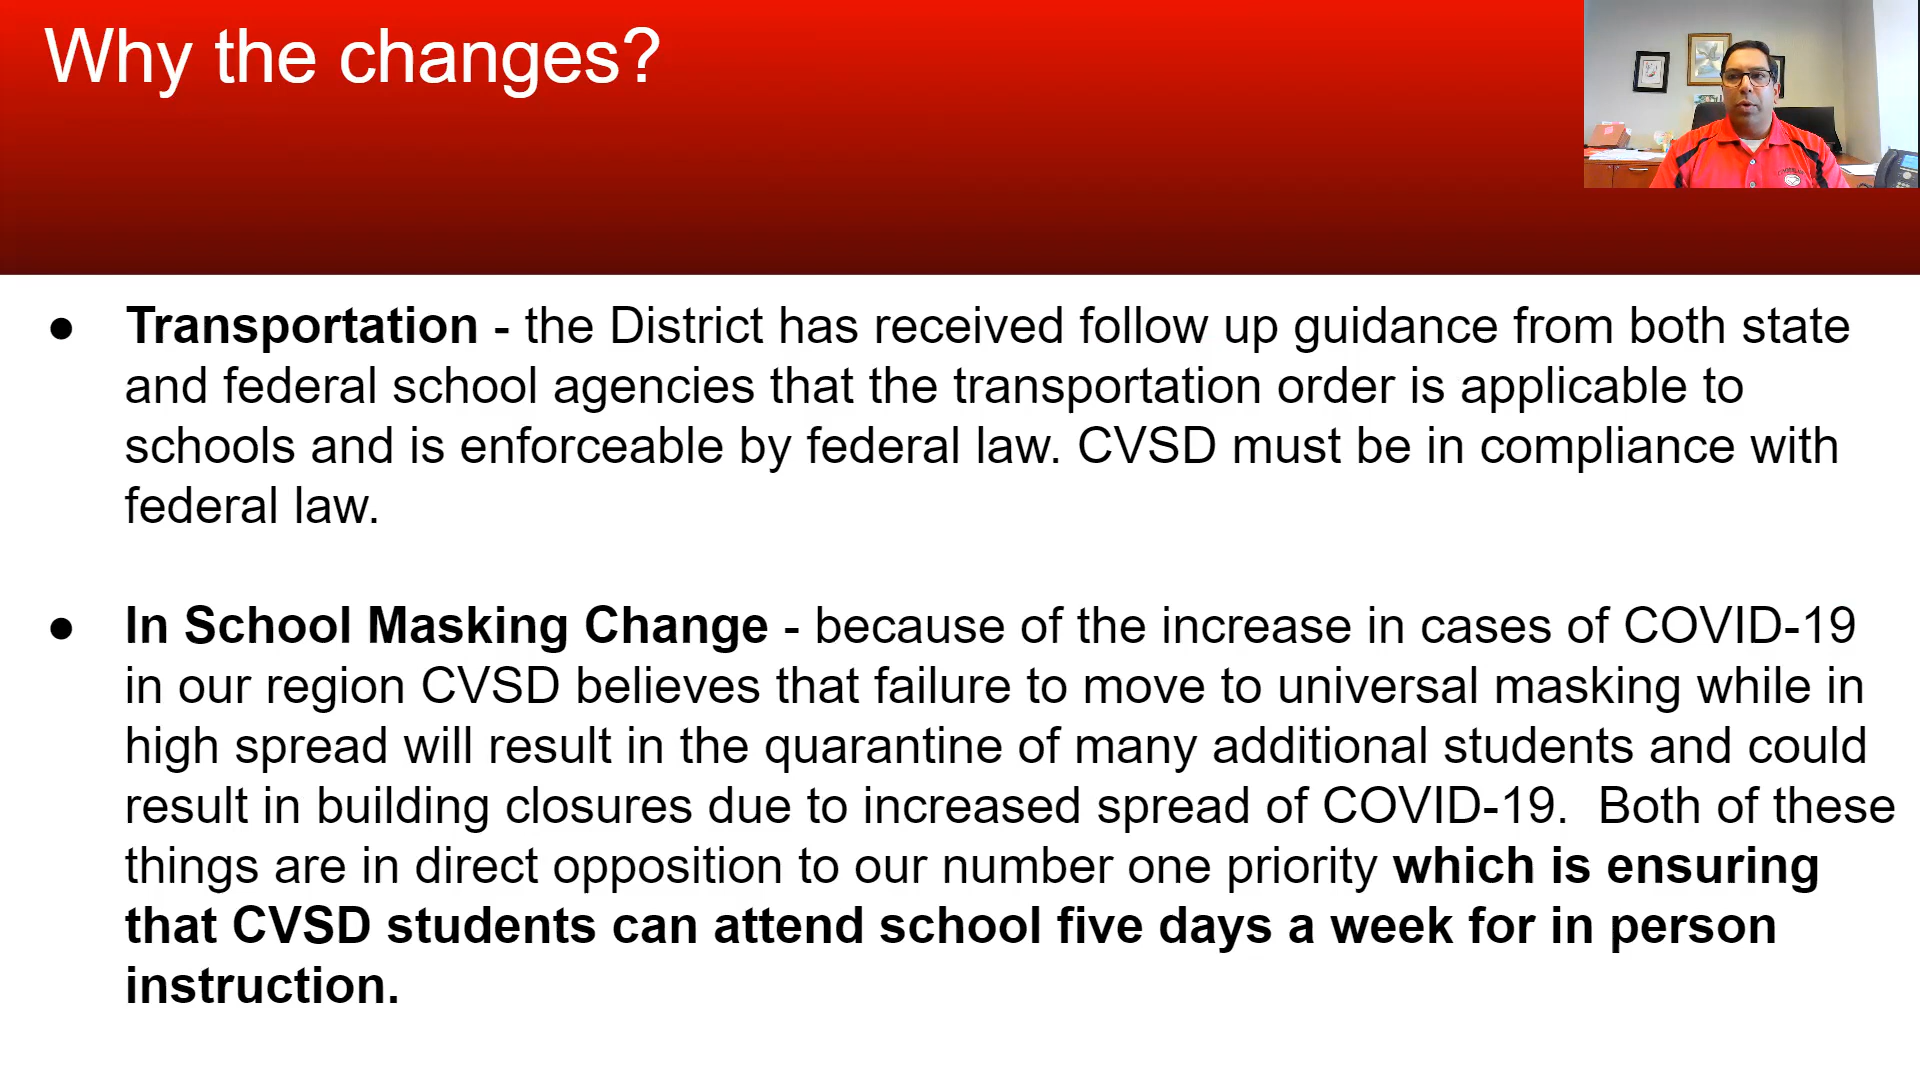 Why the changes?
● Transportation - the District has received follow up guidance from both state
and federal school agencies that the transportation order is applicable to
schools and is enforceable by federal law. CVSD must be in compliance with
federal law.
● In School Masking Change - because of the increase in cases of COVID-19
in our region CVSD believes that failure to move to universal masking while in
high spread will result in the quarantine of many additional students and could
result in building closures due to increased spread of COVID-19.  Both of these
things are in direct opposition to our number one priority which is ensuring
that CVSD students can attend school five days a week for in person
instruction.